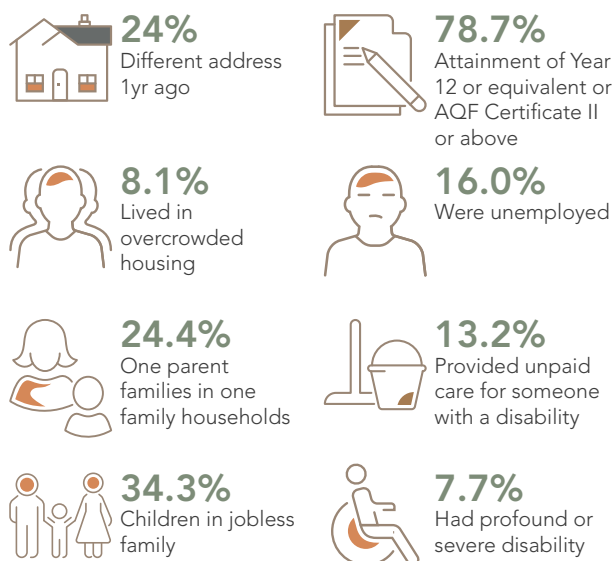 24%
Different address
1yr ago
78.7%
Attainment of Year
12 or equivalent or
AQF Certificate II
or above
8.1%
Lived in
overcrowded
housing
16.0%
Were unemployed
24.4%
One parent
families in one
family households
13.2%
Provided unpaid
care for someone
with a disability
34.3%
Children in jobless
family
7.7%
Had profound or
severe disability